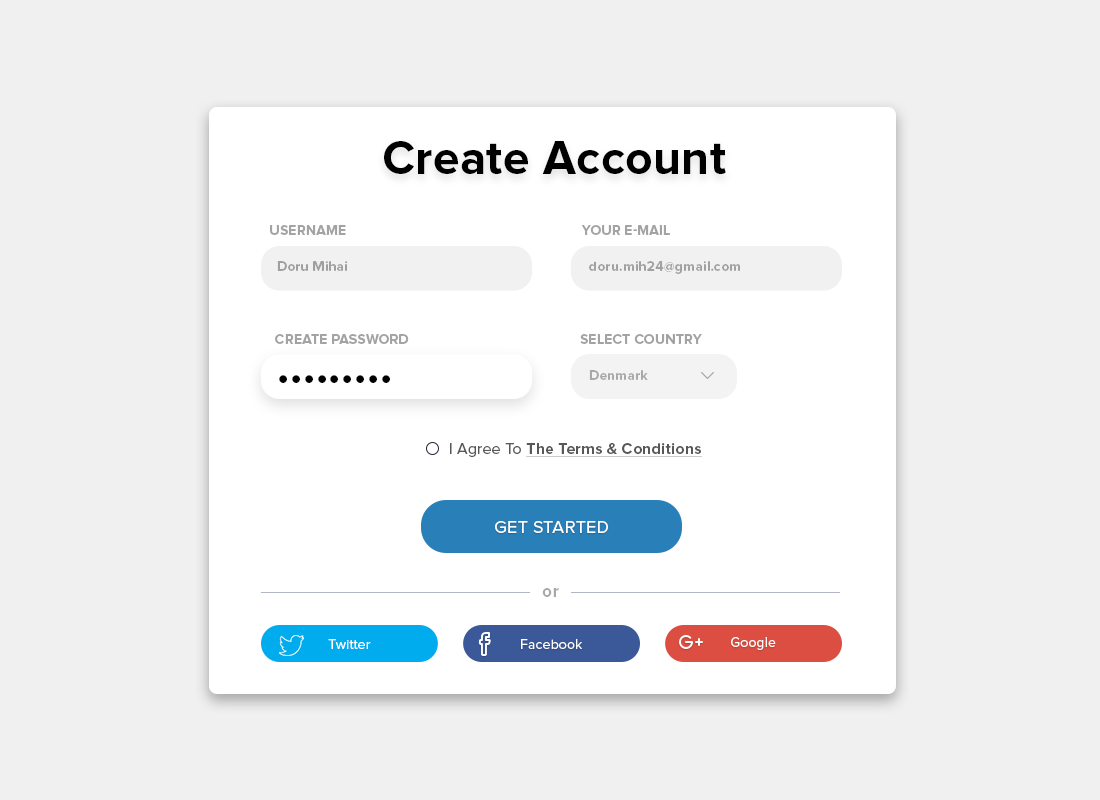 Create Account
USERNAME
YOUR E-MAIL
Doru Mihai
doru.mih24@gmail.com
CREATE PASSWORD
SELECT COUNTRY
●●●●●●●●●
Denmark
I Agree To The Terms & Conditions
GET STARTED
or
Twitter
Facebook
G+ Google